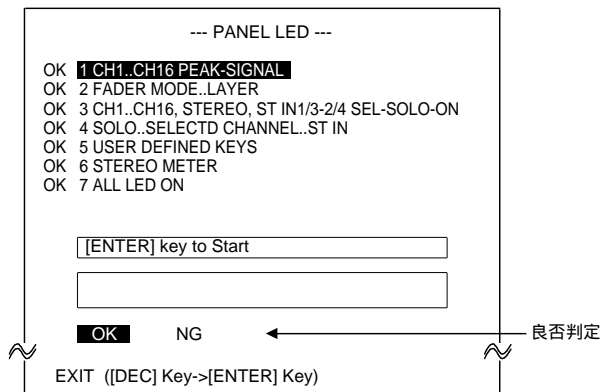 --- PANEL LED ---
OK 1 CH1..CH16 PEAK-SIGNAL
OK 2 FADER MODE..LAYER
OK 3 CH1..CH16, STEREO, ST IN1/3-2/4 SEL-SOLO-ON
OK 4 SOLO..SELECTD CHANNEL..ST IN
OK 5 USER DEFINED KEYS
OK 6 STEREO METER
OK 7 ALL LED ON
[ENTER] key to Start
OK NG 良否判定
EXIT ([DEC] Key->[ENTER] Key)